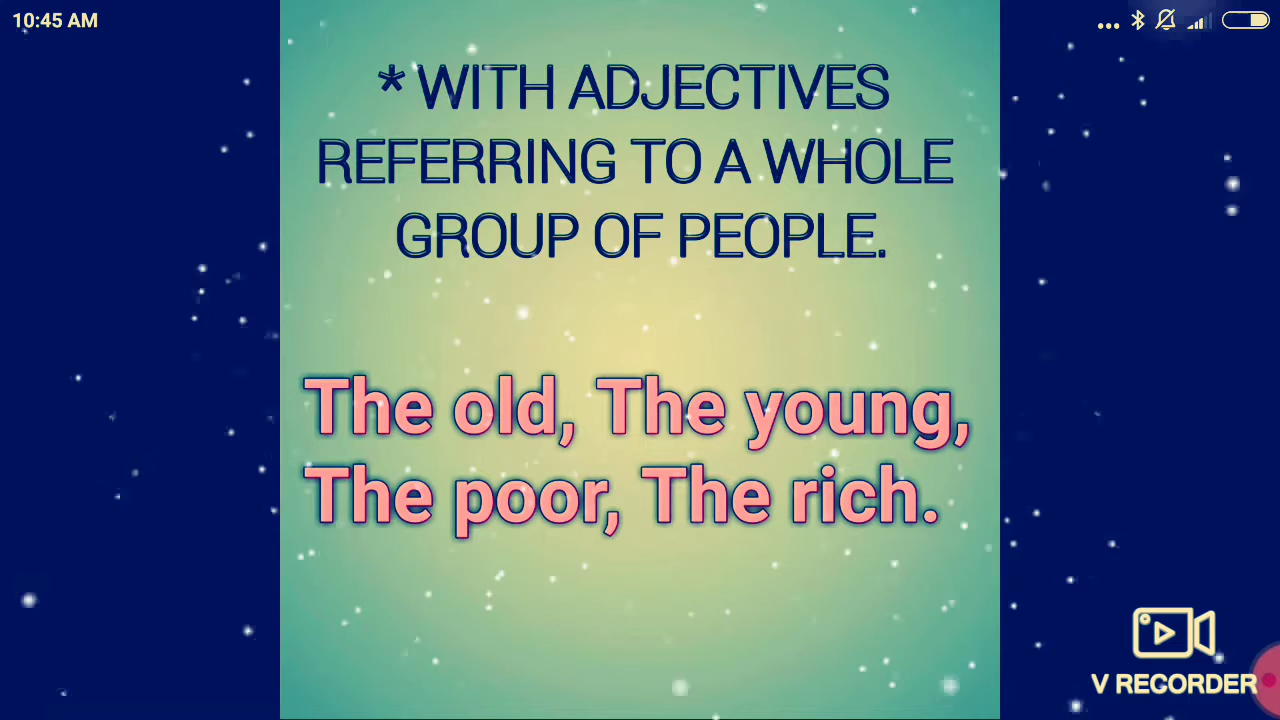 10:45 AM
* WITH ADJECTIVES
REFERRING TO A WHOLE
GROUP OF PEOPLE.
The old, The young,
The poor, The rich.
V RECORDER